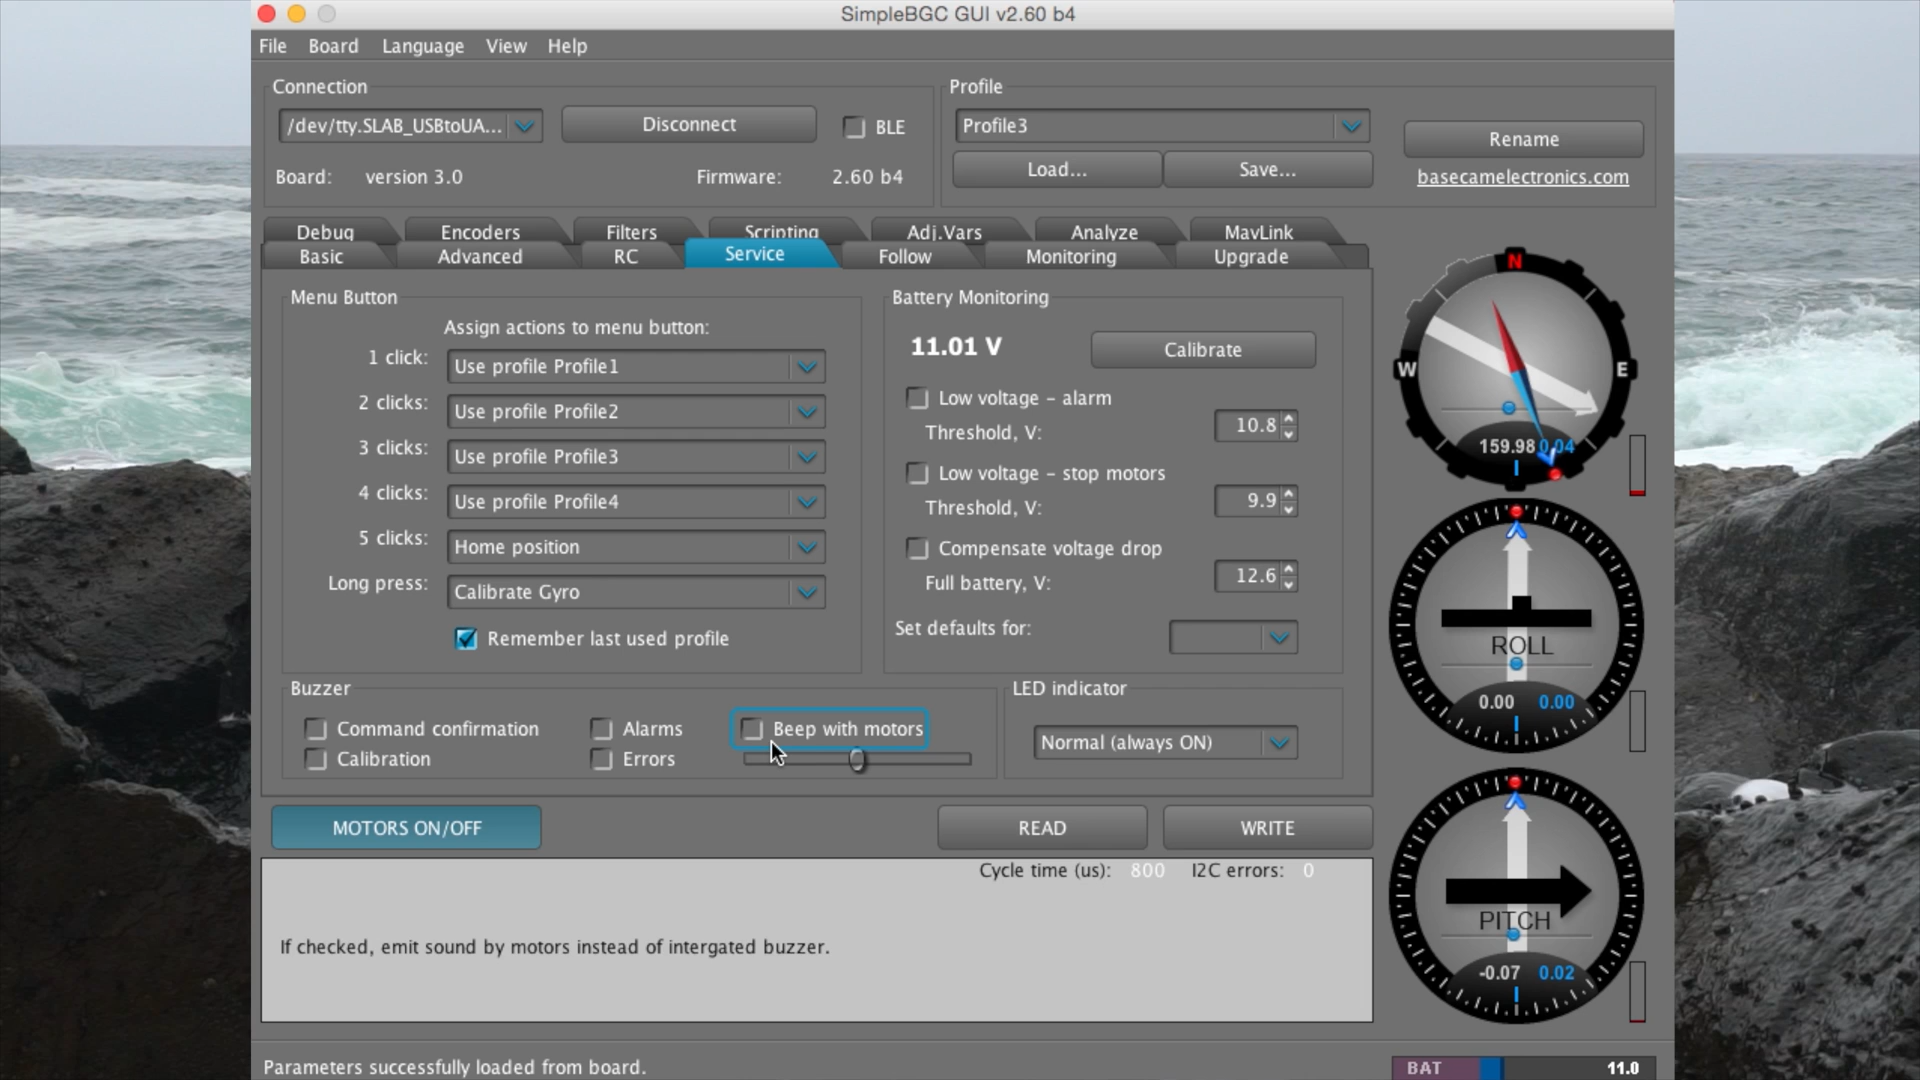 SimpleBGC GUI v2.60 b4
File Board Language View Help
Connection
/dev/tty.SLAB_USBtoUA...
Disconnect
BLE
Board: version 3.0
Firmware: 2.60 b4
Profile
Profile3
Load...
Save...
Rename
basecamelectronics.com
Debug Encoders Filters Scripting Adj.Vars Analyze MavLink
Basic Advanced RC Service Follow Monitoring Upgrade
Menu Button
Assign actions to menu button:
1 click: Use profile Profile1
2 clicks: Use profile Profile2
3 clicks: Use profile Profile3
4 clicks: Use profile Profile4
5 clicks: Home position
Long press: Calibrate Gyro
Remember last used profile
Battery Monitoring
11.01 V
Calibrate
Low voltage - alarm
Threshold, V: 10.8
Low voltage - stop motors
Threshold, V: 9.9
Compensate voltage drop
Full battery, V: 12.6
Set defaults for:
Buzzer
Command confirmation
Alarms
Beep with motors
Calibration
Errors
LED indicator
Normal (always ON)
MOTORS ON/OFF
READ
WRITE
Cycle time (us): 800 I2C errors: 0
If checked, emit sound by motors instead of intergated buzzer.
Parameters successfully loaded from board.
N
W
E
159.98 0.04
ROLL
0.00 0.00
PITCH
-0.07 0.02
BAT 11.0